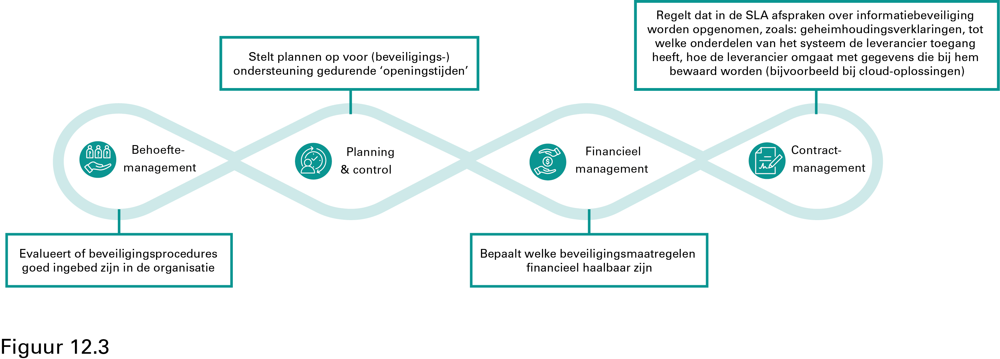 Regelt dat in de SLA afspraken over informatiebeveiliging
worden opgenomen, zoals: geheimhoudingsverklaringen, tot
welke onderdelen van het systeem de leverancier toegang
heeft, hoe de leverancier omgaat met gegevens die bij hem
bewaard worden (bijvoorbeeld bij cloud-oplossingen)
Stelt plannen op voor (beveiligings-)
ondersteuning gedurende ‘openingstijden’
Behoefte-
management
Planning
& control
Financieel
management
Contract-
management
Evalueert of beveiligingsprocedures
goed ingebed zijn in de organisatie
Bepaalt welke beveiligingsmaatregelen
financieel haalbaar zijn
Figuur 12.3